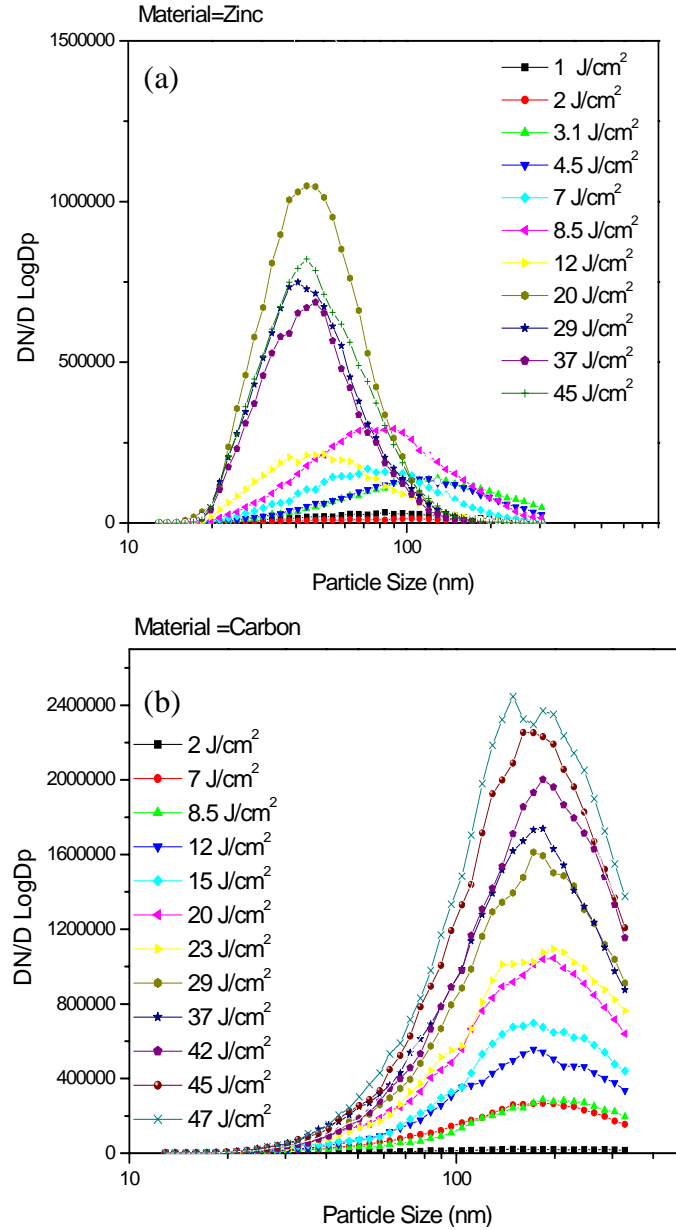 Material=Zinc
(a)
1500000
1000000
500000
0
DN/D LogDp
1 J/cm²
2 J/cm²
3.1 J/cm²
4.5 J/cm²
7 J/cm²
8.5 J/cm²
12 J/cm²
20 J/cm²
29 J/cm²
37 J/cm²
45 J/cm²
10
100
Particle Size (nm)
Material =Carbon
(b)
2400000
2000000
1600000
1200000
800000
400000
0
DN/D LogDp
2 J/cm²
7 J/cm²
8.5 J/cm²
12 J/cm²
15 J/cm²
20 J/cm²
23 J/cm²
29 J/cm²
37 J/cm²
42 J/cm²
45 J/cm²
47 J/cm²
10
100
Particle Size (nm)